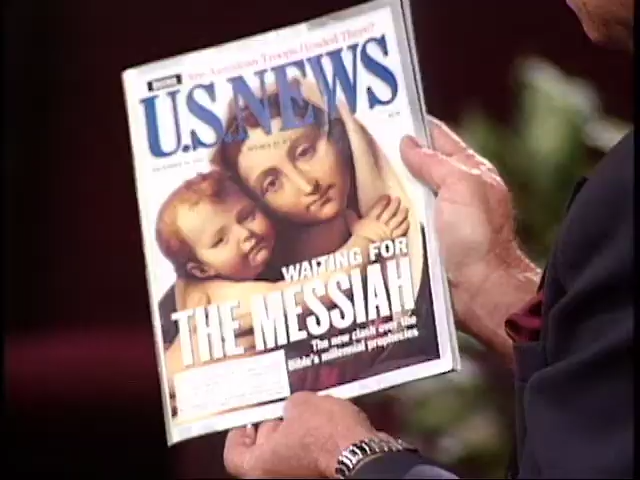 Are American Troops Headed There?
U.S.NEWS
WAITING FOR
THE MESSIAH
The new clash over the
Bible's millennial prophecies